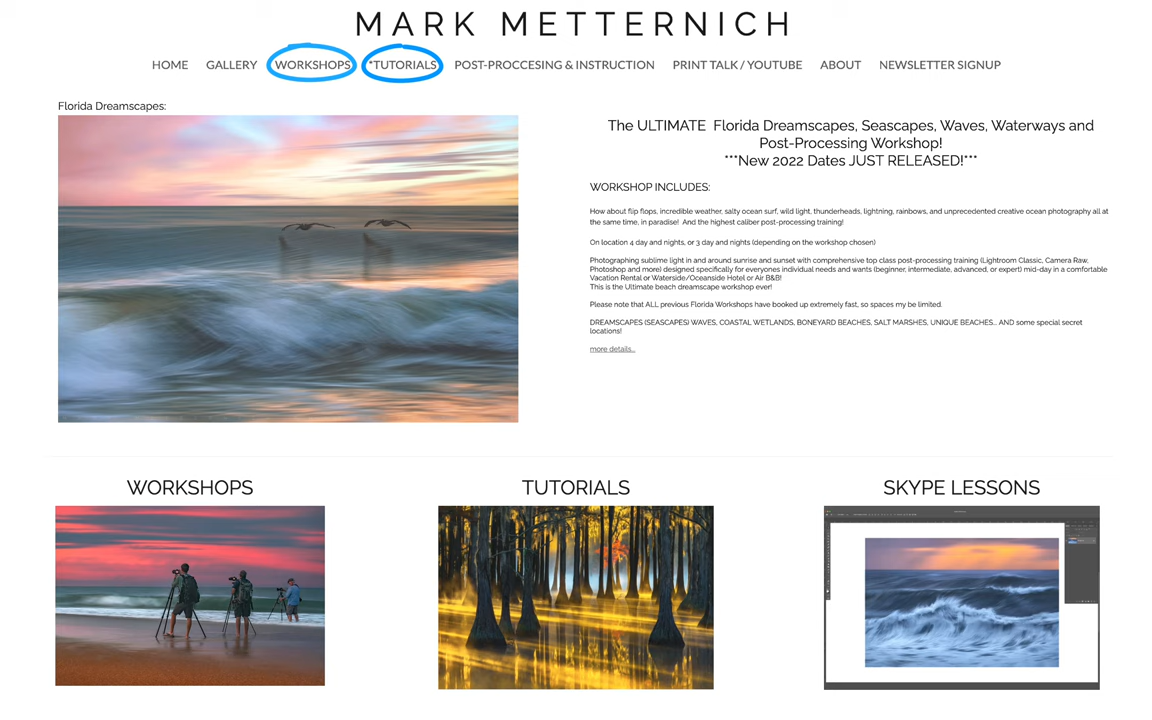 MARK METTERNICH
HOME GALLERY WORKSHOPS *TUTORIALS POST-PROCCESING & INSTRUCTION PRINT TALK / YOUTUBE ABOUT NEWSLETTER SIGNUP
Florida Dreamscapes:
The ULTIMATE Florida Dreamscapes, Seascapes, Waves, Waterways and
Post-Processing Workshop!
***New 2022 Dates JUST RELEASED!***
WORKSHOP INCLUDES:
How about flip flops, incredible weather, salty ocean surf, wild light, thunderheads, lightning, rainbows, and unprecedented creative ocean photography all at
the same time, in paradise! And the highest caliber post-processing training!
On location 4 day and nights, or 3 day and nights (depending on the workshop chosen)
Photographing sublime light in and around sunrise and sunset with comprehensive top class post-processing training (Lightroom Classic, Camera Raw,
Photoshop and more) designed specifically for everyones individual needs and wants (beginner, intermediate, advanced, or expert) mid-day in a comfortable
Vacation Rental or Waterside/Oceanside Hotel or Air B&B!
This is the Ultimate beach dreamscape workshop ever!
Please note that ALL previous Florida Workshops have booked up extremely fast, so spaces my be limited.
DREAMSCAPES (SEASCAPES) WAVES, COASTAL WETLANDS, BONEYARD BEACHES, SALT MARSHES, UNIQUE BEACHES... AND some special secret
locations!
more details...
WORKSHOPS TUTORIALS SKYPE LESSONS